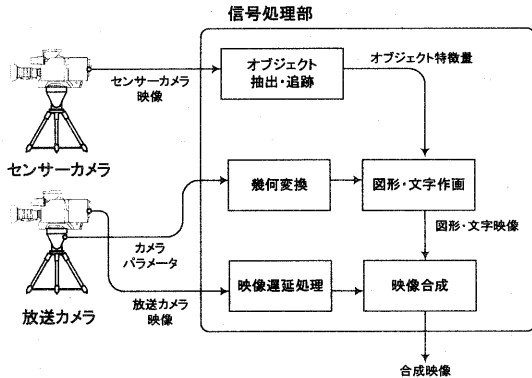 信号処理部
オブジェクト
抽出・追跡
オブジェクト特徴量
センサーカメラ
映像
センサーカメラ
幾何変換
図形・文字作画
カメラ
パラメータ
図形・文字映像
映像遅延処理
映像合成
放送カメラ
映像
放送カメラ
合成映像